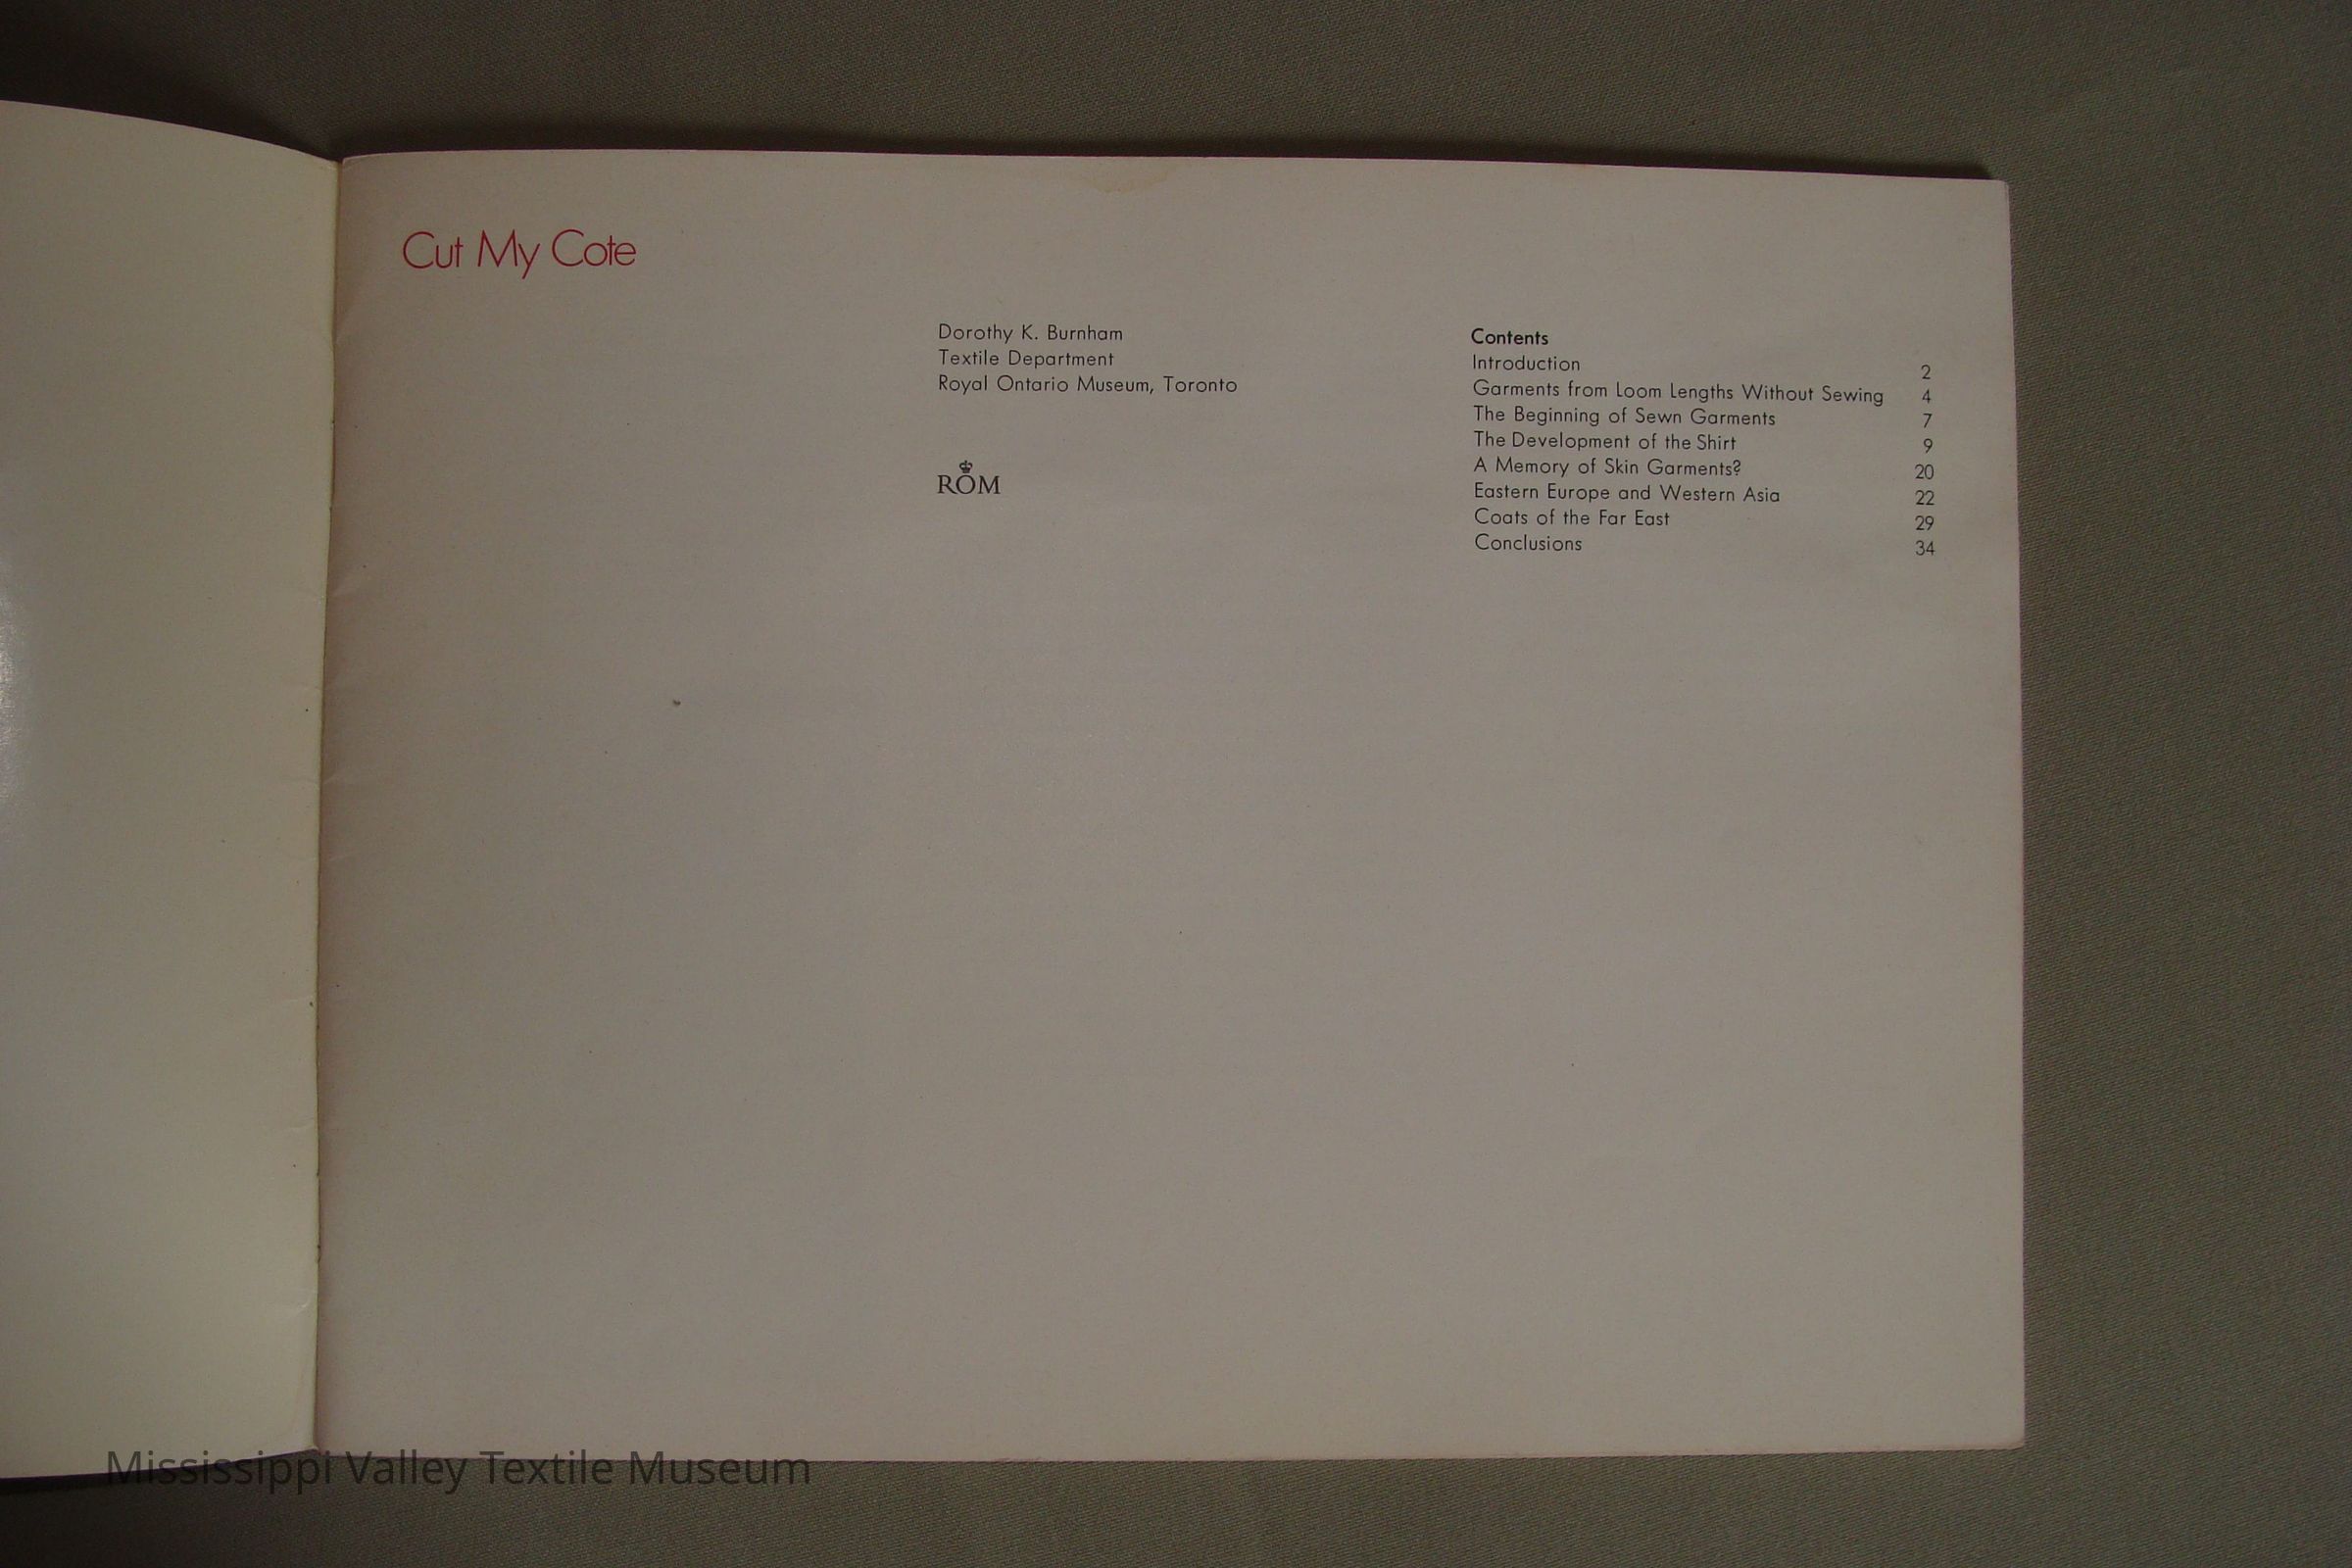 Cut My Cote
Dorothy K. Burnham
Textile Department
Royal Ontario Museum, Toronto
ROM
Contents
Introduction 2
Garments from Loom Lengths Without Sewing 4
The Beginning of Sewn Garments 7
The Development of the Shirt 9
A Memory of Skin Garments? 20
Eastern Europe and Western Asia 22
Coats of the Far East 29
Conclusions 34
Mississippi Valley Textile Museum